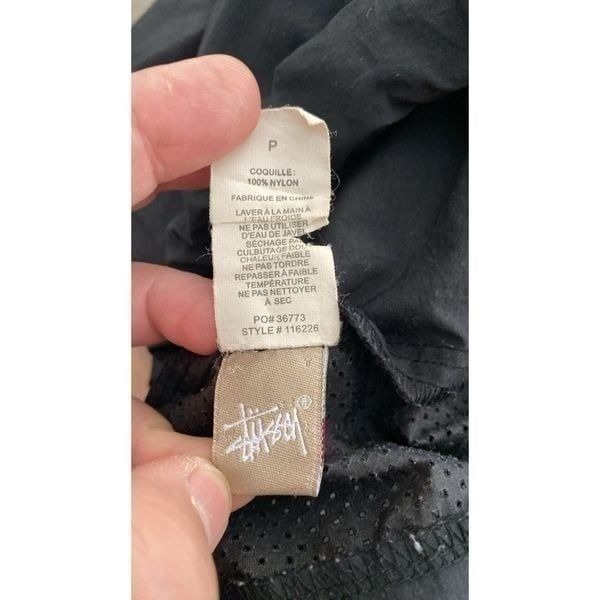 P
COQUILLE:
100% NYLON
FABRIQUE EN CHINE
LAVER À LA MAIN À
L'EAU FROIDE
NE PAS UTILISER
D'EAU DE JAVEL
SÉCHAGE PAR
CULBUTAGE DOUX
CHALEUR FAIBLE
NE PAS TORDRE
REPASSER À FAIBLE
TEMPÉRATURE
NE PAS NETTOYER
À SEC
PO# 36773
STYLE # 116226
STÜSSY ®